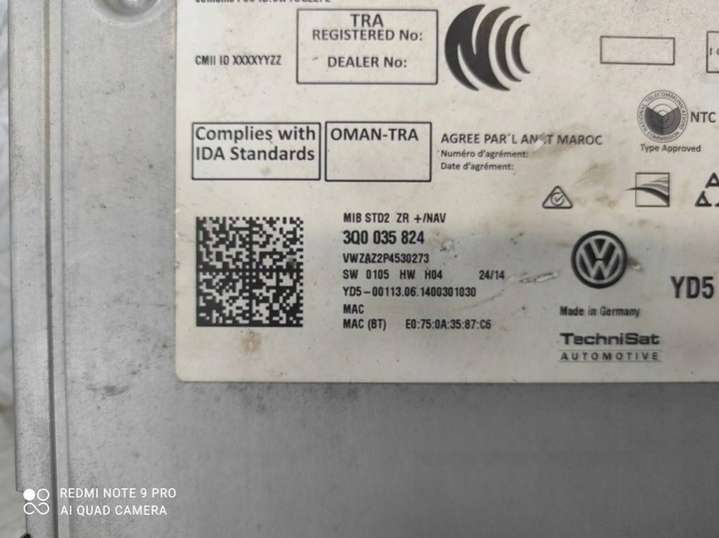 TRA
REGISTERED No:
DEALER No:
CMII ID XXXXYYZZ
NTC
Type Approved
Complies with
IDA Standards
OMAN-TRA
AGREE PAR L'ANRT MAROC
Numéro d'agrément:
Date d'agrément:
MIB STD2 ZR +/NAV
3Q0 035 824
VWZAZ2P4530273
SW 0105 HW H04 24/14
YD5-00113.06.1400301030
MAC
MAC (BT) E0:75:0A:35:87:C6
YD5
Made in Germany
TechniSat
AUTOMOTIVE
REDMI NOTE 9 PRO
AI QUAD CAMERA